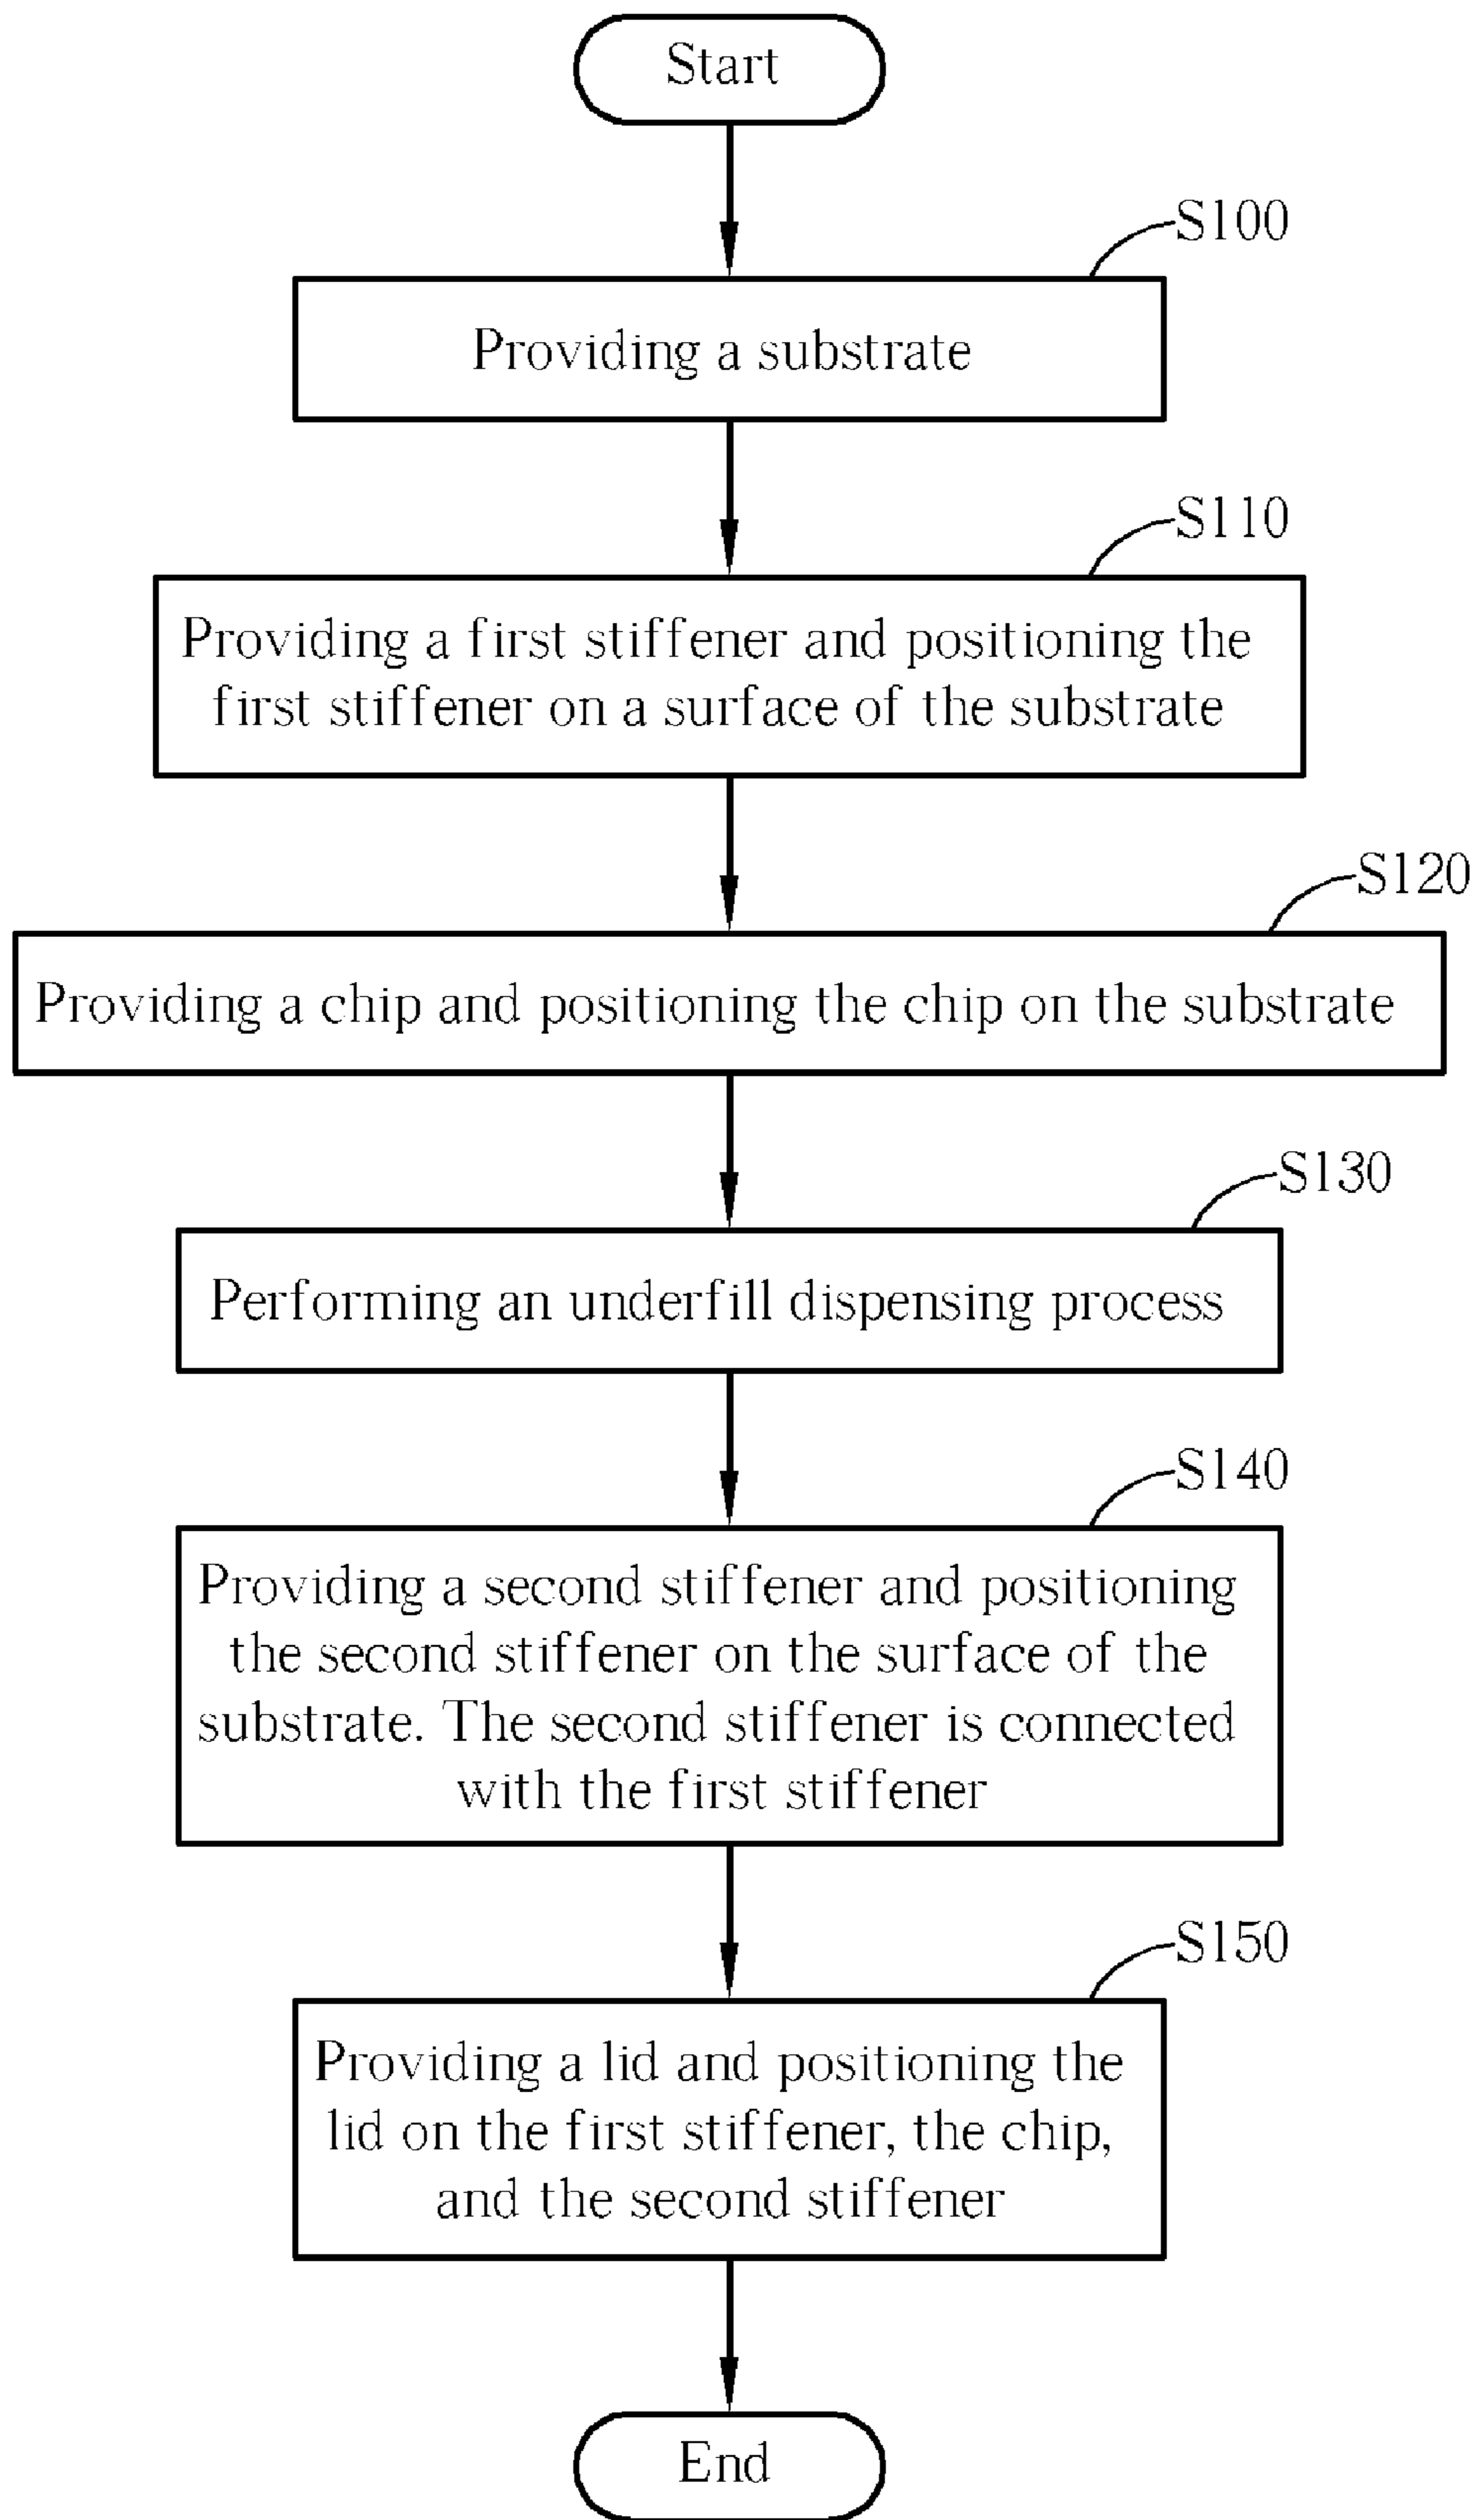 Start
S100
Providing a substrate
S110
Providing a first stiffener and positioning the
first stiffener on a surface of the substrate
S120
Providing a chip and positioning the chip on the substrate
S130
Performing an underfill dispensing process
S140
Providing a second stiffener and positioning
the second stiffener on the surface of the
substrate. The second stiffener is connected
with the first stiffener
S150
Providing a lid and positioning the
lid on the first stiffener, the chip,
and the second stiffener
End